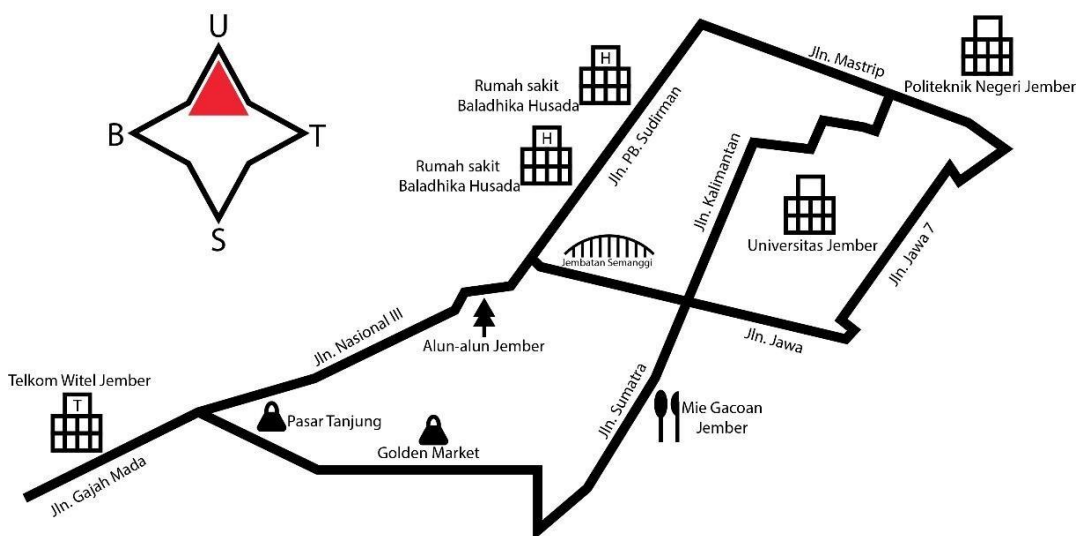 U
B
T
S
Rumah sakit
Baladhika Husada
H
Rumah sakit
Baladhika Husada
H
Jln. PB. Sudirman
Jln. Mastrip
Politeknik Negeri Jember
Jln. Kalimantan
Universitas Jember
Jln. Jawa 7
Jembatan Semanggi
Jln. Jawa
Jln. Nasional III
Alun-alun Jember
Telkom Witel Jember
T
Jln. Gajah Mada
Pasar Tanjung
Golden Market
Jln. Sumatra
Mie Gacoan
Jember